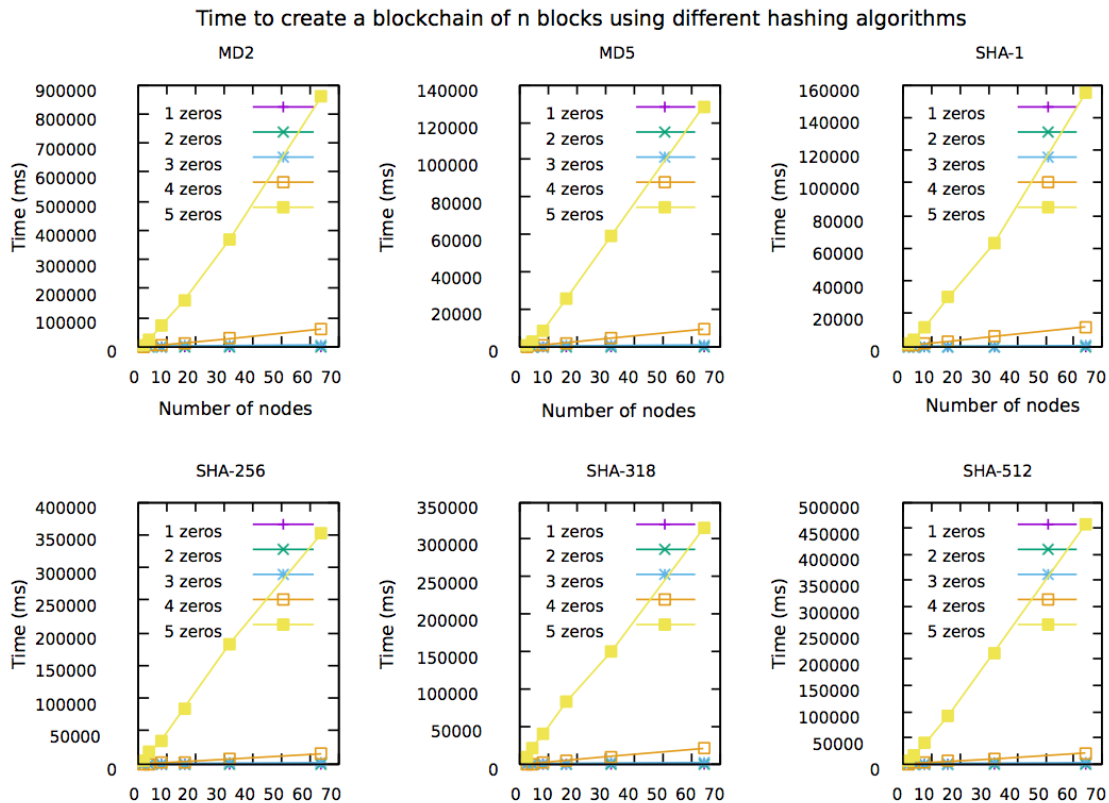 Time to create a blockchain of n blocks using different hashing algorithms
MD2
900000
800000
700000
600000
500000
400000
300000
200000
100000
0
Time (ms)
1 zeros
2 zeros
3 zeros
4 zeros
5 zeros
0 10 20 30 40 50 60 70
Number of nodes
MD5
140000
120000
100000
80000
60000
40000
20000
0
Time (ms)
1 zeros
2 zeros
3 zeros
4 zeros
5 zeros
0 10 20 30 40 50 60 70
Number of nodes
SHA-1
160000
140000
120000
100000
80000
60000
40000
20000
0
Time (ms)
1 zeros
2 zeros
3 zeros
4 zeros
5 zeros
0 10 20 30 40 50 60 70
Number of nodes
SHA-256
400000
350000
300000
250000
200000
150000
100000
50000
0
Time (ms)
1 zeros
2 zeros
3 zeros
4 zeros
5 zeros
0 10 20 30 40 50 60 70
SHA-318
350000
300000
250000
200000
150000
100000
50000
0
Time (ms)
1 zeros
2 zeros
3 zeros
4 zeros
5 zeros
0 10 20 30 40 50 60 70
SHA-512
500000
450000
400000
350000
300000
250000
200000
150000
100000
50000
0
Time (ms)
1 zeros
2 zeros
3 zeros
4 zeros
5 zeros
0 10 20 30 40 50 60 70